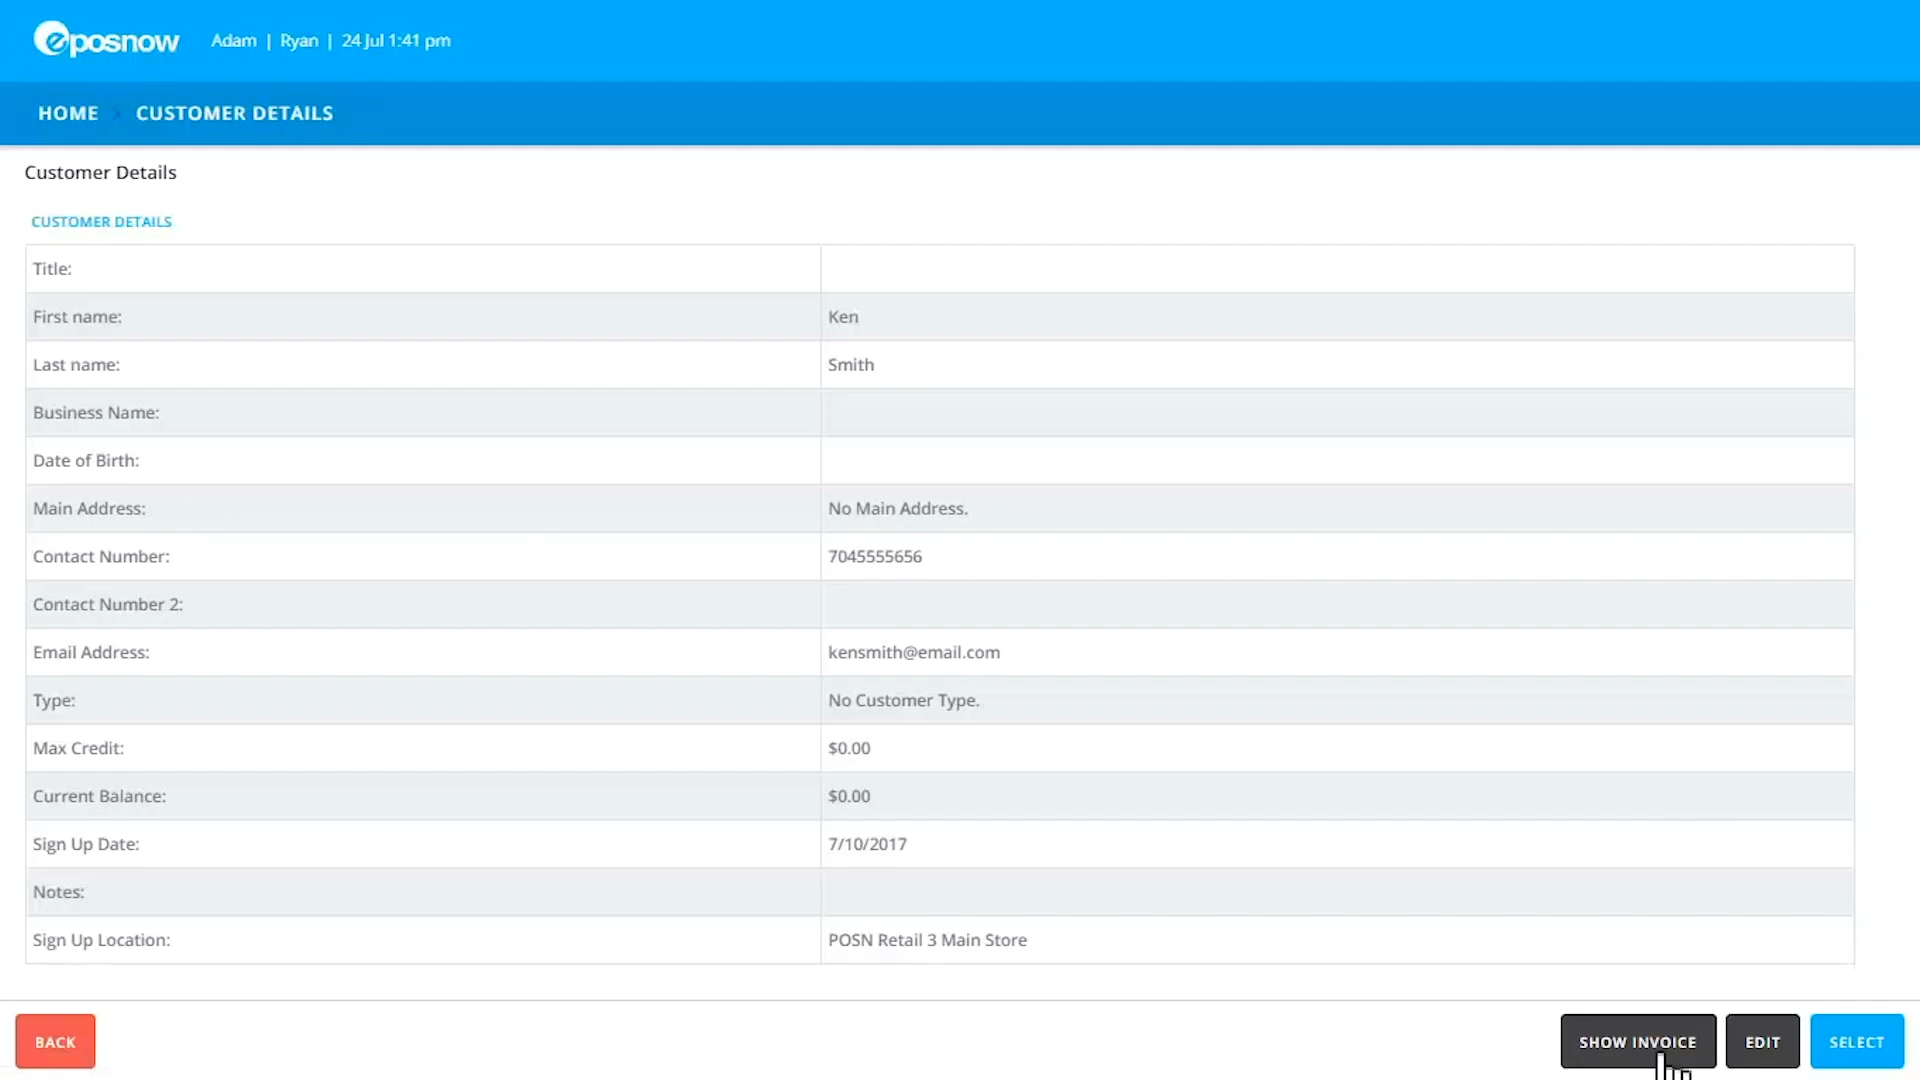 eposnow Adam | Ryan | 24 Jul 1:41 pm
HOME > CUSTOMER DETAILS
Customer Details
CUSTOMER DETAILS
Title:
First name: Ken
Last name: Smith
Business Name:
Date of Birth:
Main Address: No Main Address.
Contact Number: 7045555656
Contact Number 2:
Email Address: kensmith@email.com
Type: No Customer Type.
Max Credit: $0.00
Current Balance: $0.00
Sign Up Date: 7/10/2017
Notes:
Sign Up Location: POSN Retail 3 Main Store
BACK SHOW INVOICE EDIT SELECT